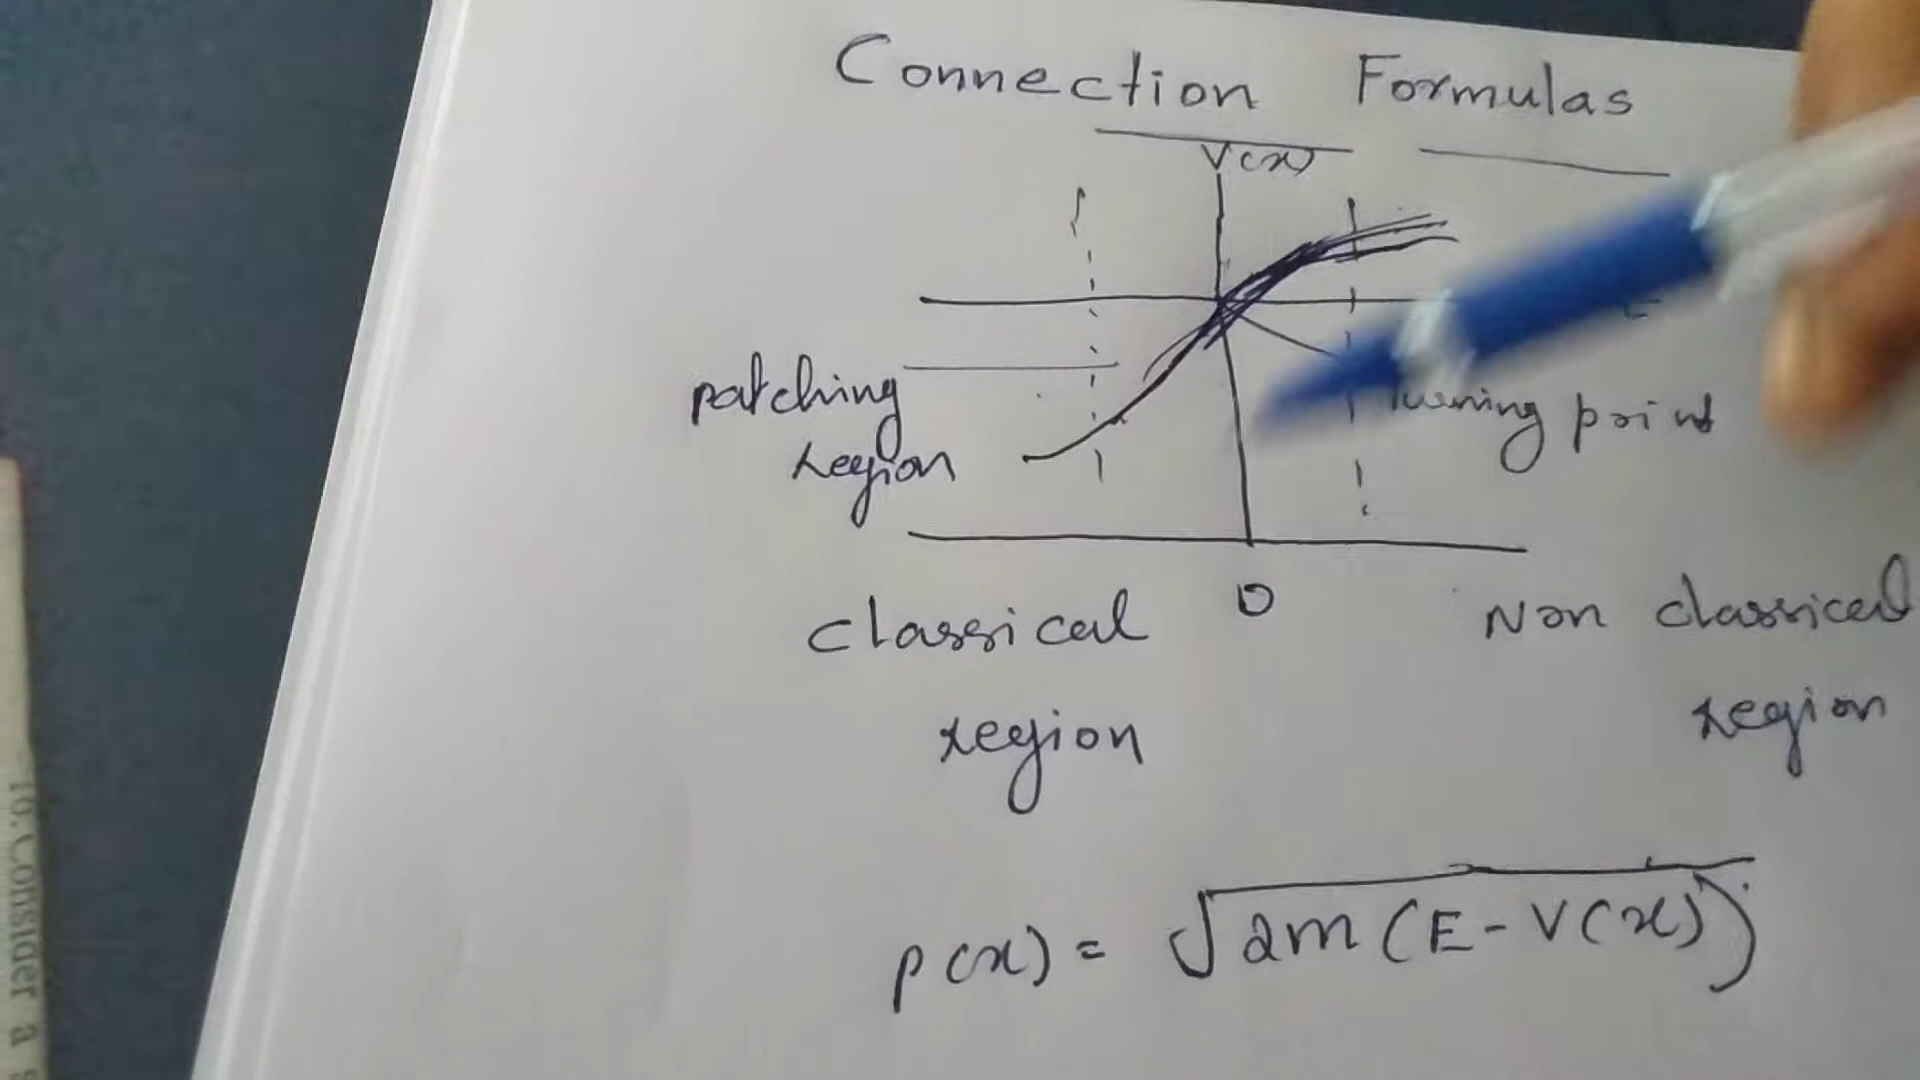 Connection Formulas
V(x)
E
patching
region
Turning point
0
Classical
region
Non classical
region
p(x) = √2m(E-V(x))
10. Consider a